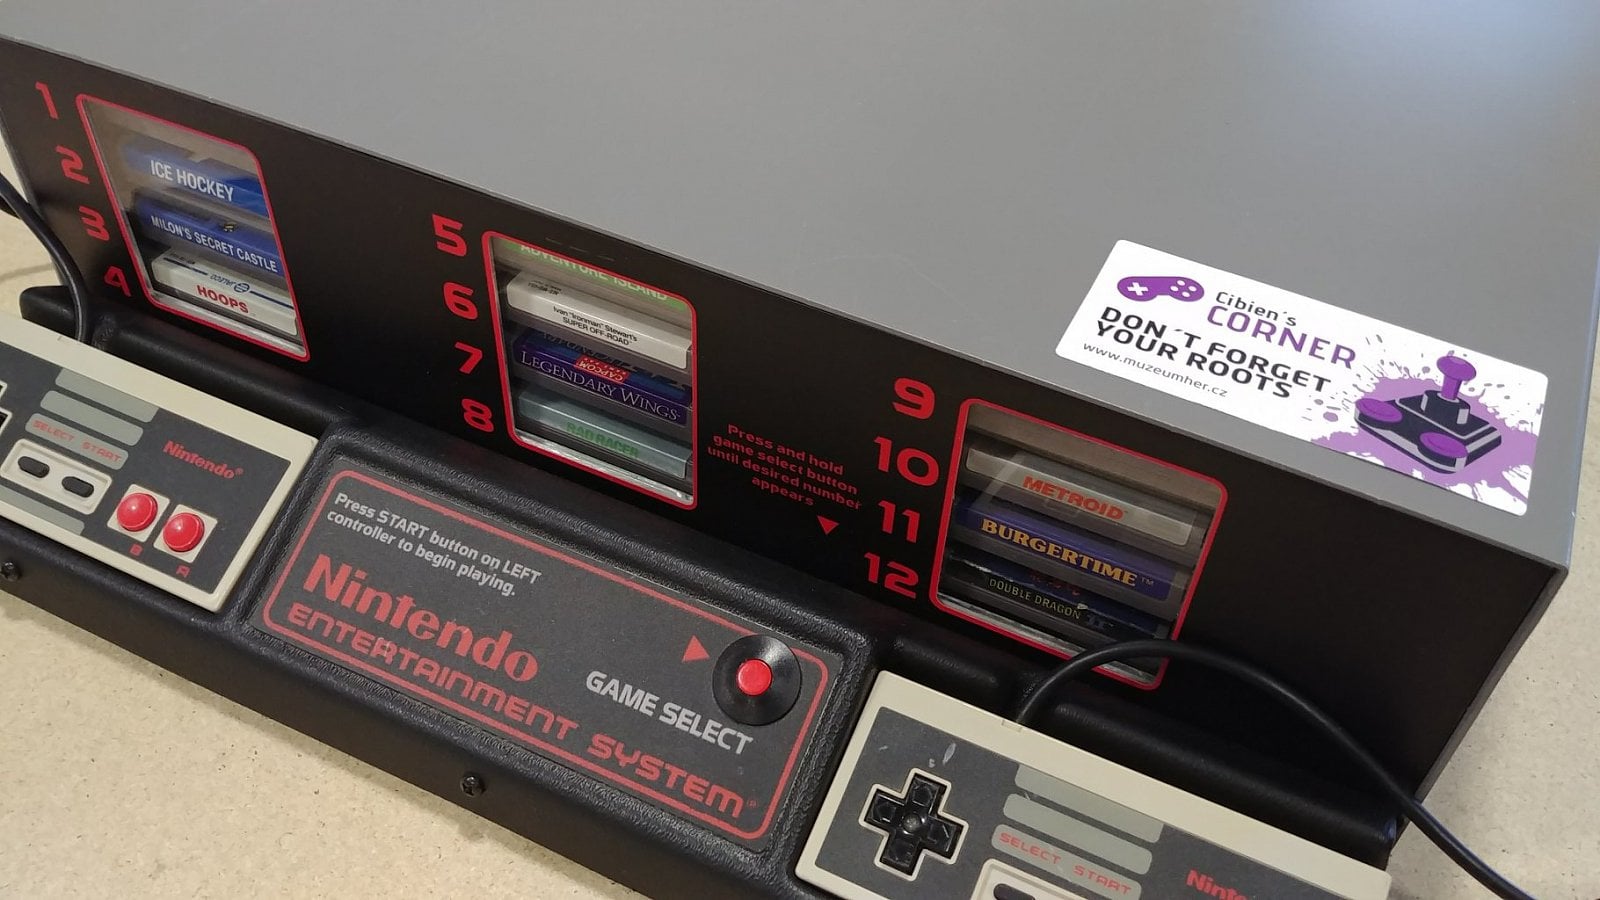 1
2
3
4
ICE HOCKEY
MILON'S SECRET CASTLE
HOOPS
5
6
7
8
ADVENTURE ISLAND
Ivan "Ironman" Stewart's
SUPER OFF-ROAD
CAPCOM
LEGENDARY WINGS
RAD RACER
Press and hold
game select button
until desired number
appears
9
10
11
12
METROID
BURGERTIME™
DOUBLE DRAGON II
Cibien´s
CORNER
DON´T FORGET
YOUR ROOTS
www.muzeumher.cz
SELECT START
Nintendo®
B
A
Press START button on LEFT
controller to begin playing.
Nintendo
ENTERTAINMENT SYSTEM®
GAME SELECT
SELECT START